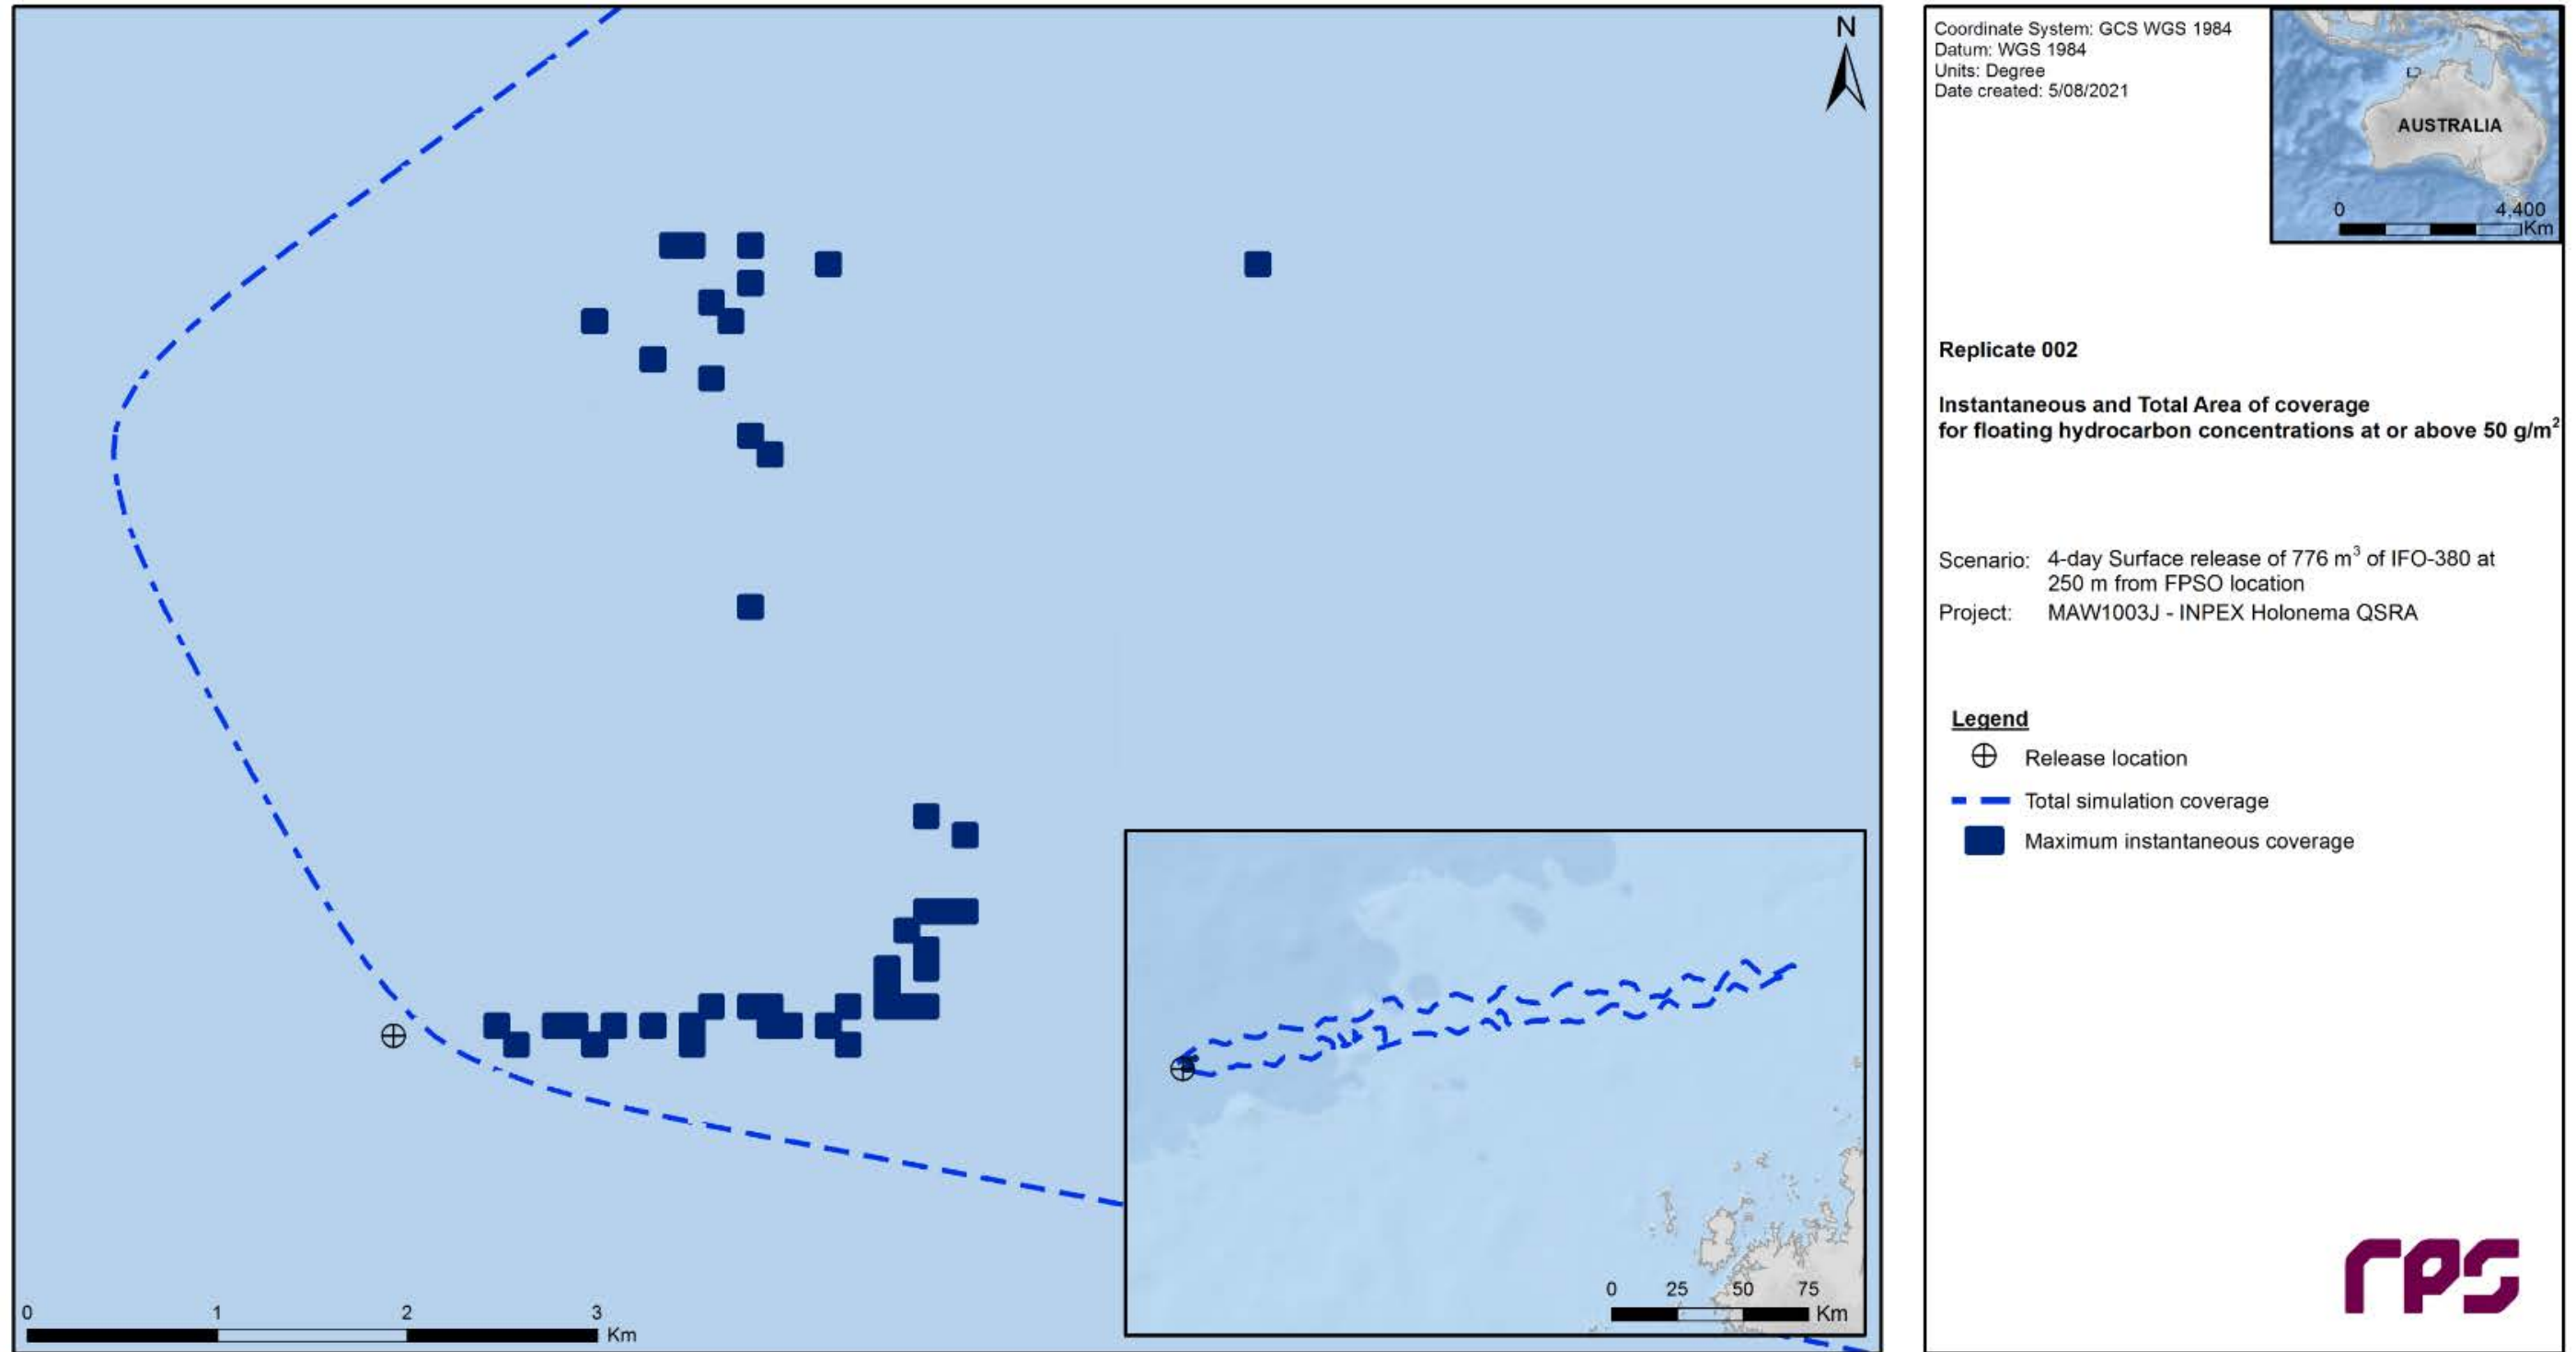 N
0 1 2 3
Km
0 25 50 75
Km
Coordinate System: GCS WGS 1984
Datum: WGS 1984
Units: Degree
Date created: 5/08/2021
AUSTRALIA
0 4,400
Km
Replicate 002
Instantaneous and Total Area of coverage
for floating hydrocarbon concentrations at or above 50 g/m²
Scenario: 4-day Surface release of 776 m³ of IFO-380 at
250 m from FPSO location
Project: MAW1003J - INPEX Holonema QSRA
Legend
Release location
Total simulation coverage
Maximum instantaneous coverage
rps